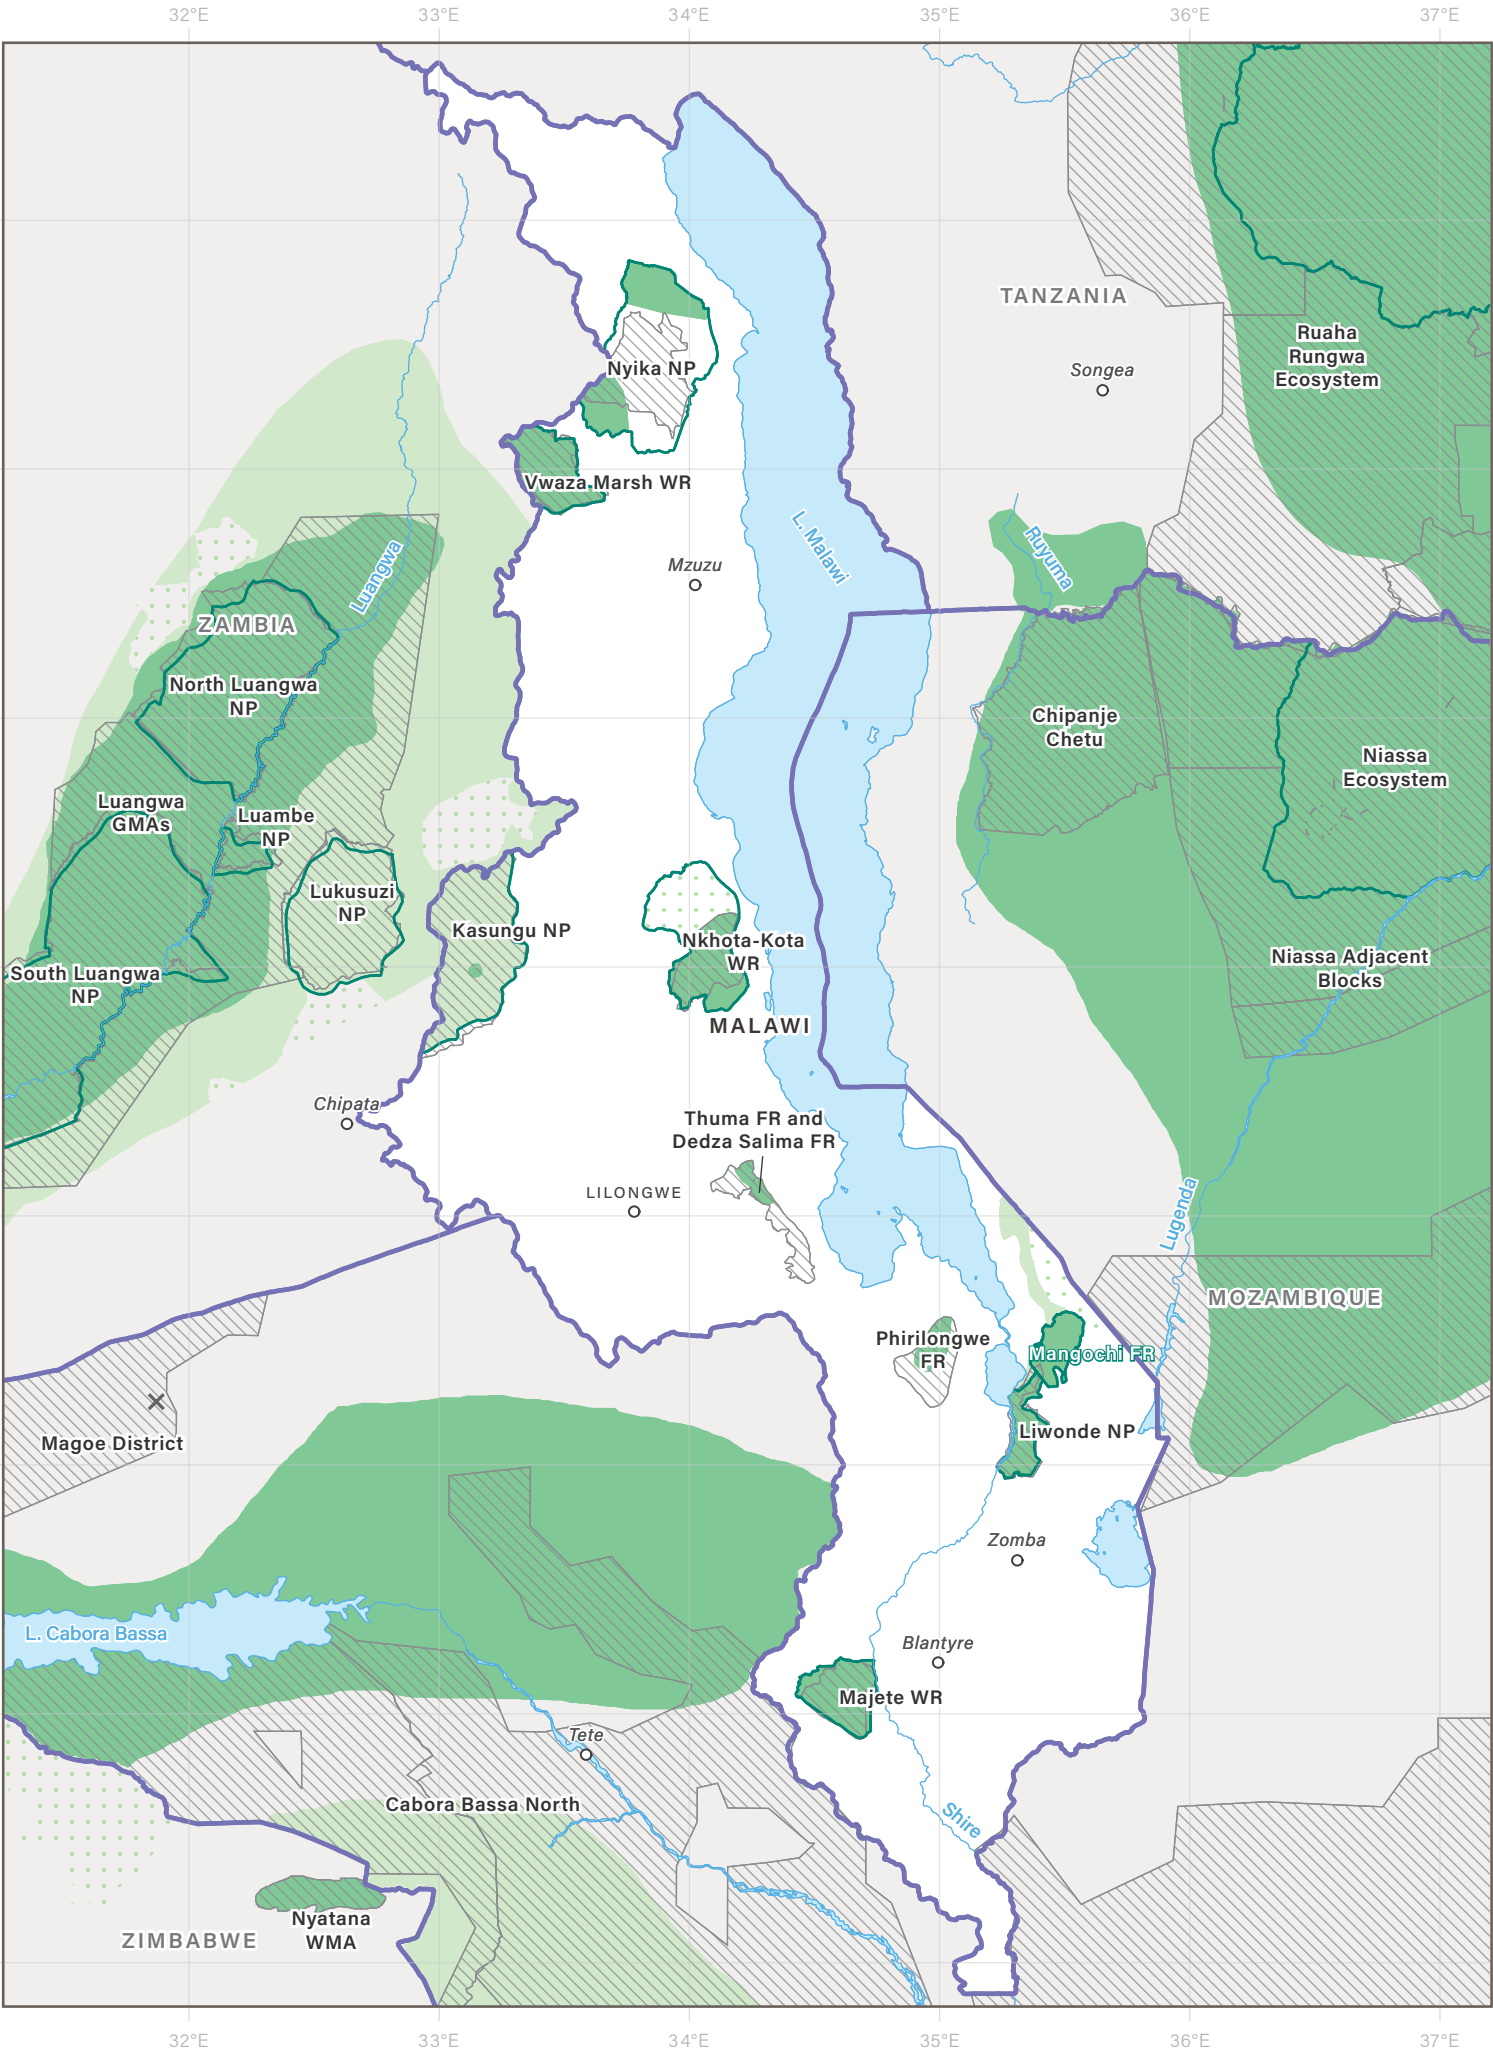 32°E
33°E
34°E
35°E
36°E
37°E
TANZANIA
Ruaha
Rungwa
Ecosystem
Nyika NP
Songea
Vwaza Marsh WR
L. Malawi
Mzuzu
Luangwa
Ruyuma
ZAMBIA
North Luangwa
NP
Chipanje
Chetu
Niassa
Ecosystem
Luangwa
GMAs
Luambe
NP
Lukusuzi
NP
Kasungu NP
Nkhota-Kota
WR
Niassa Adjacent
Blocks
South Luangwa
NP
MALAWI
Chipata
Thuma FR and
Dedza Salima FR
LILONGWE
Lugenda
MOZAMBIQUE
Phirilongwe
FR
Mangochi FR
Magoe District
Liwonde NP
Zomba
L. Cabora Bassa
Blantyre
Majete WR
Tete
Cabora Bassa North
Shire
Nyatana
WMA
ZIMBABWE
32°E
33°E
34°E
35°E
36°E
37°E